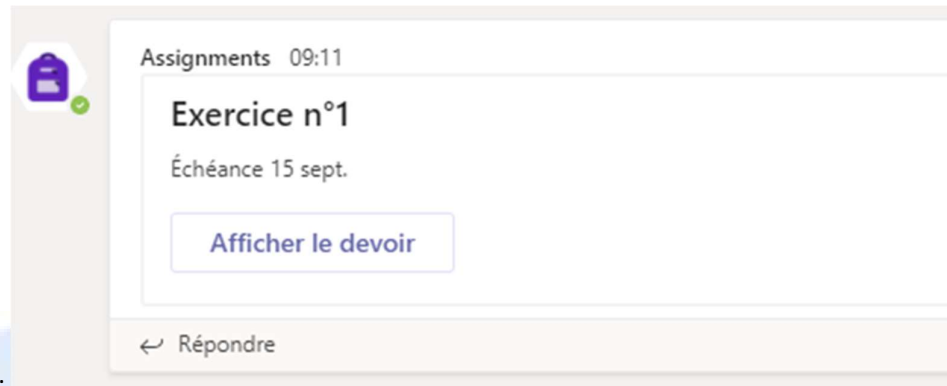 Assignments 09:11
Exercice n°1
Échéance 15 sept.
Afficher le devoir
Répondre
.